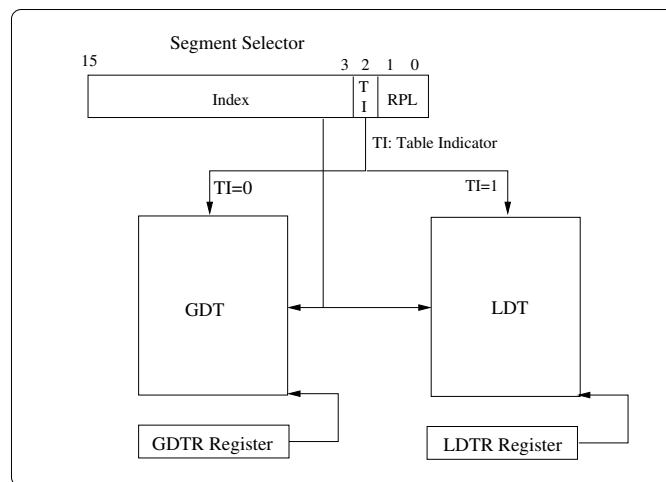 Segment Selector
15 3 2 1 0
Index T I RPL
TI: Table Indicator
TI=0 TI=1
GDT LDT
GDTR Register LDTR Register